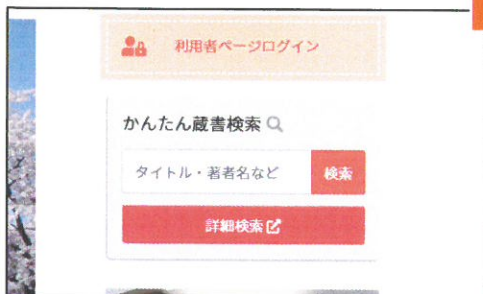 利用者ページログイン
かんたん蔵書検索
タイトル・著者名など 検索
詳細検索